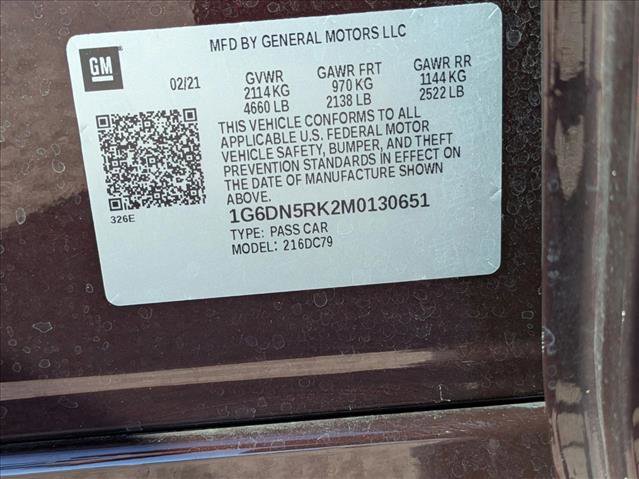 MFD BY GENERAL MOTORS LLC
GM
02/21 GVWR GAWR FRT GAWR RR
2114 KG 970 KG 1144 KG
4660 LB 2138 LB 2522 LB
THIS VEHICLE CONFORMS TO ALL
APPLICABLE U.S. FEDERAL MOTOR
VEHICLE SAFETY, BUMPER, AND THEFT
PREVENTION STANDARDS IN EFFECT ON
THE DATE OF MANUFACTURE SHOWN
ABOVE.
326E
1G6DN5RK2M0130651
TYPE: PASS CAR
MODEL: 216DC79